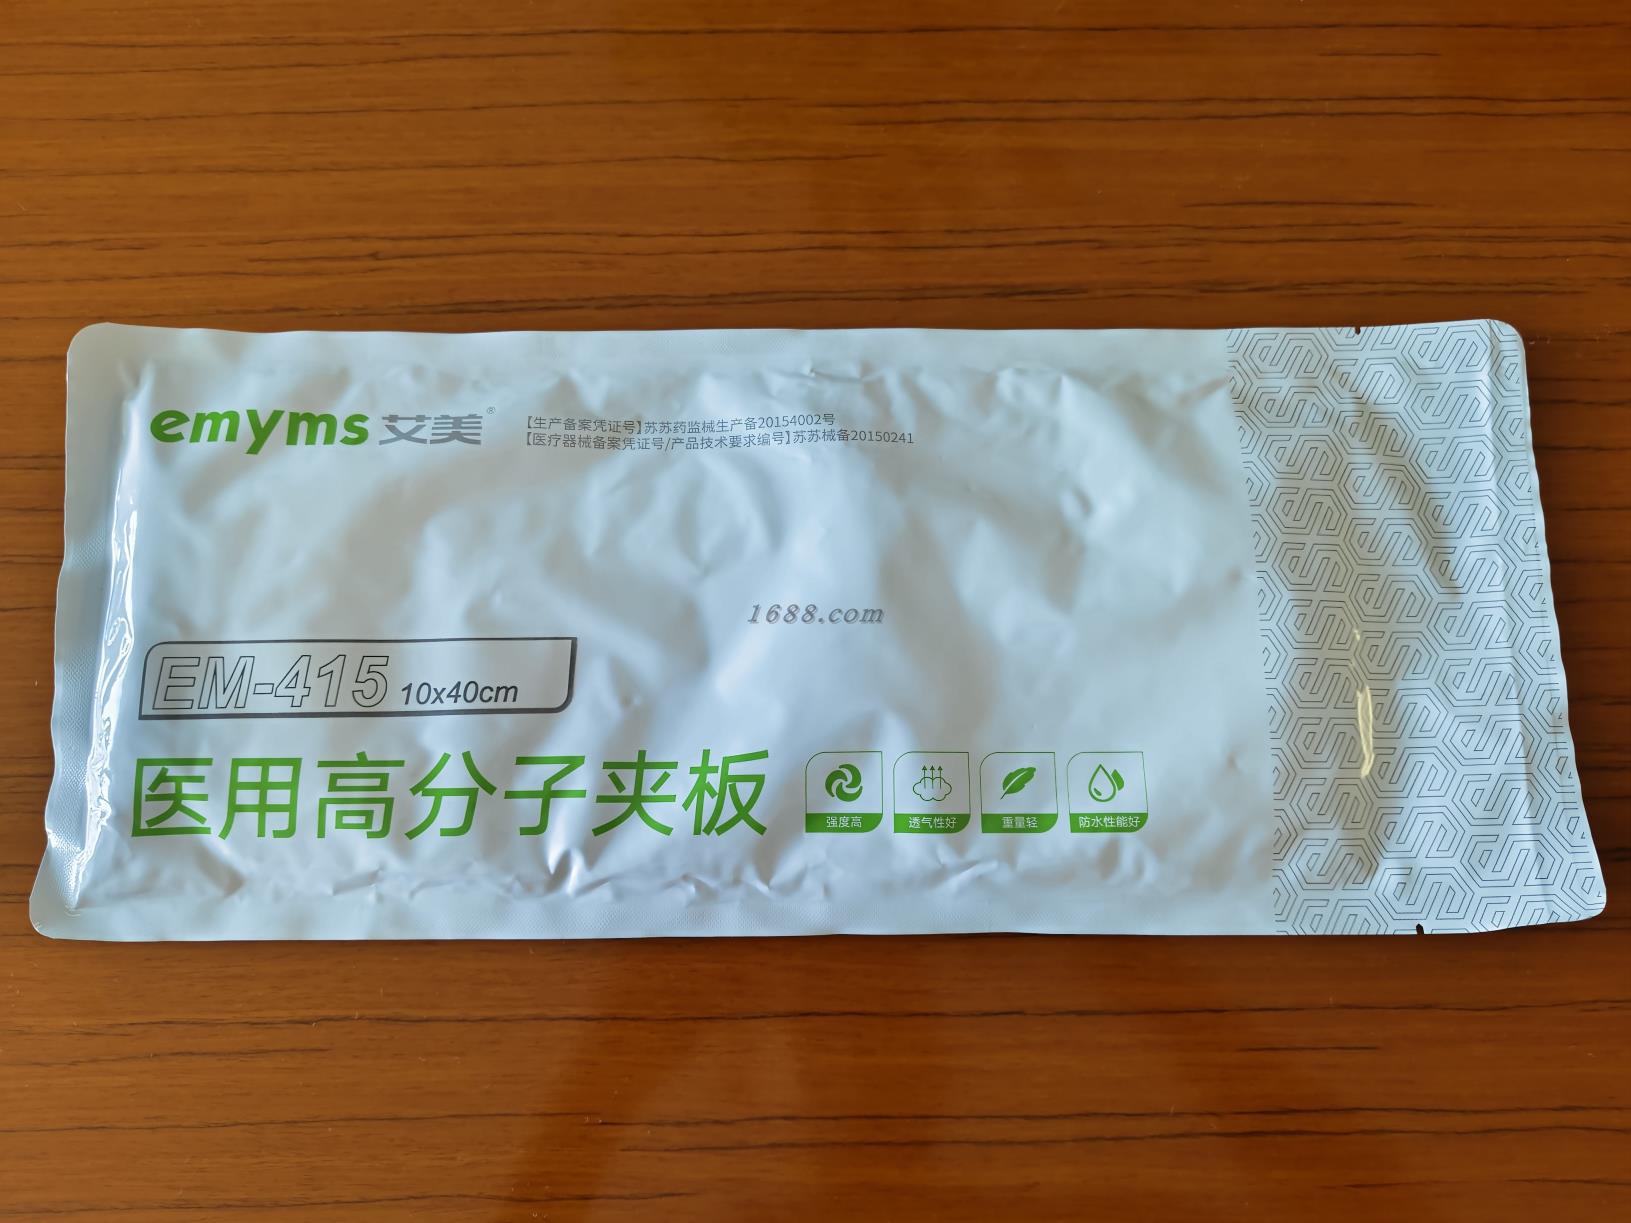 emyms 艾美®
【生产备案凭证号】苏苏药监械生产备20154002号
【医疗器械备案凭证号/产品技术要求编号】苏苏械备20150241
1688.com
EM-415 10x40cm
医用高分子夹板
强度高 透气性好 重量轻 防水性能好